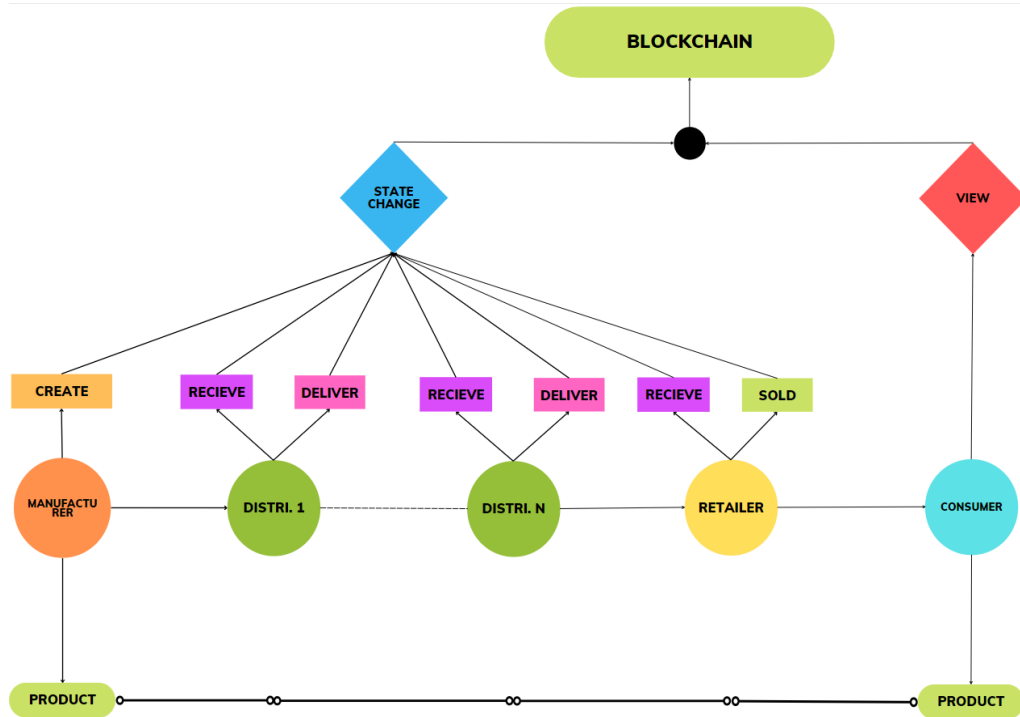 BLOCKCHAIN
STATE
CHANGE
VIEW
CREATE
RECIEVE
DELIVER
RECIEVE
DELIVER
RECIEVE
SOLD
MANUFACTU
RER
DISTRI. 1
DISTRI. N
RETAILER
CONSUMER
PRODUCT
PRODUCT